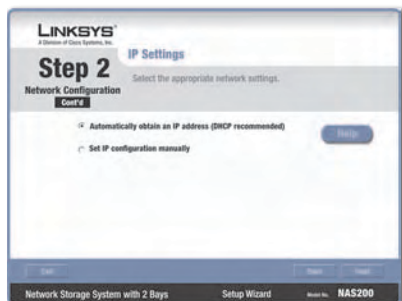 LINKSYS®
A Division of Cisco Systems, Inc.
Step 2
Network Configuration
Cont'd
IP Settings
Select the appropriate network settings.
Automatically obtain an IP address (DHCP recommended)
Set IP configuration manually
Help
Exit
Next
Network Storage System with 2 Bays
Setup Wizard
Model No.
NAS200